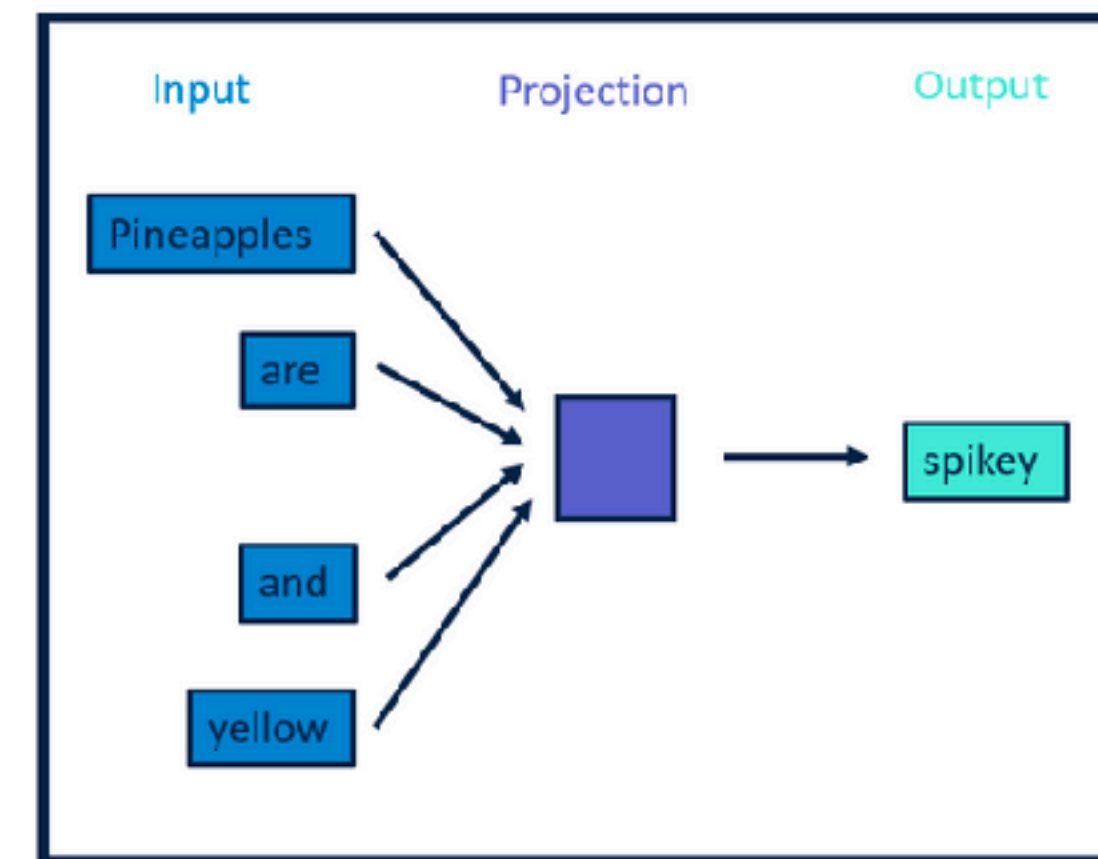 Input Projection Output
Pineapples
are
spikey
and
yellow